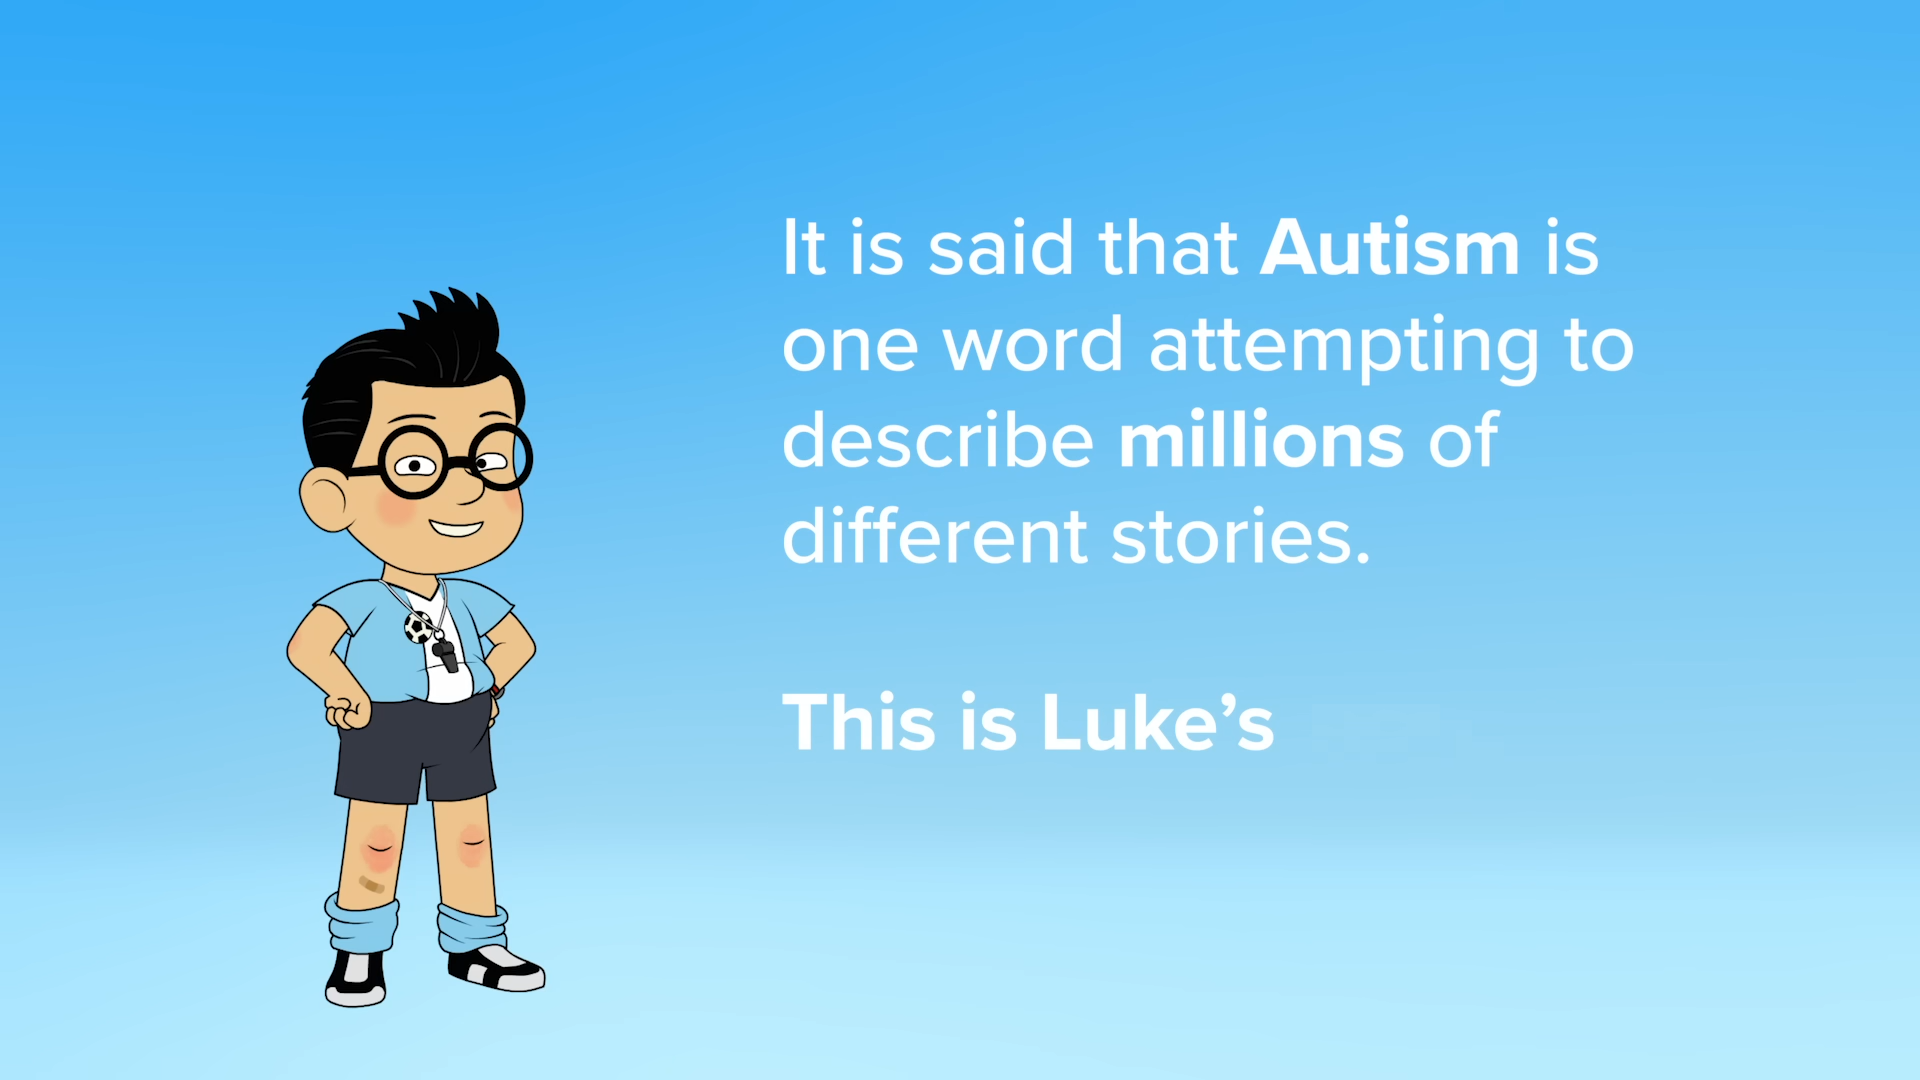 It is said that Autism is
one word attempting to
describe millions of
different stories.
This is Luke’s